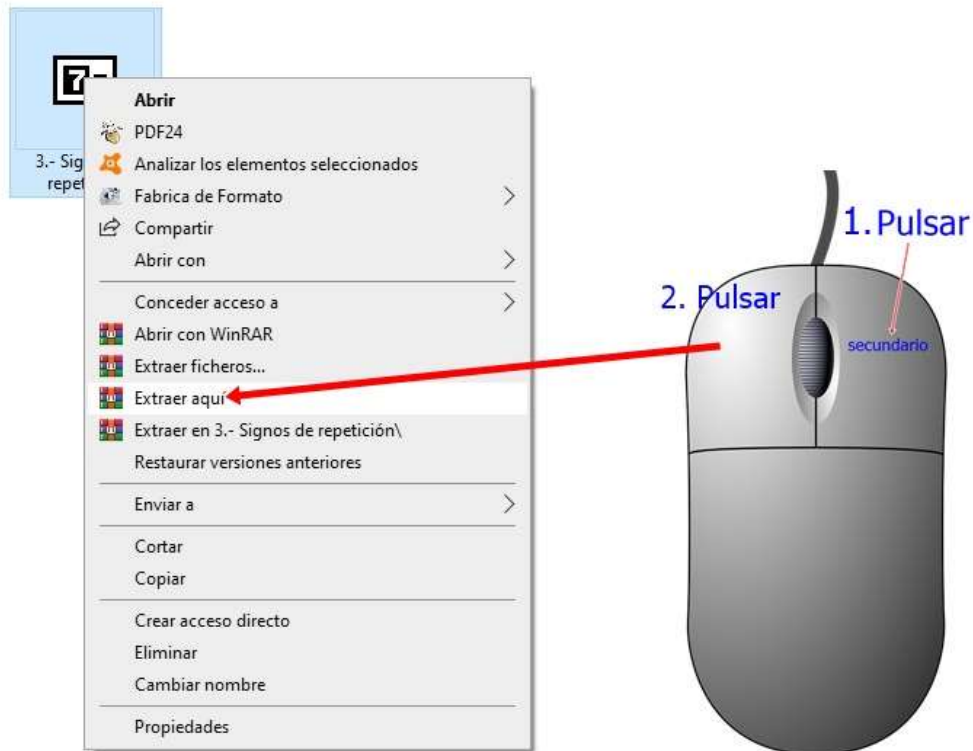 3.- Sig
repet
Abrir
PDF24
Analizar los elementos seleccionados
Fabrica de Formato
Compartir
Abrir con
Conceder acceso a
Abrir con WinRAR
Extraer ficheros...
Extraer aquí
Extraer en 3.- Signos de repetición\
Restaurar versiones anteriores
Enviar a
Cortar
Copiar
Crear acceso directo
Eliminar
Cambiar nombre
Propiedades
1. Pulsar
2. Pulsar
secundario